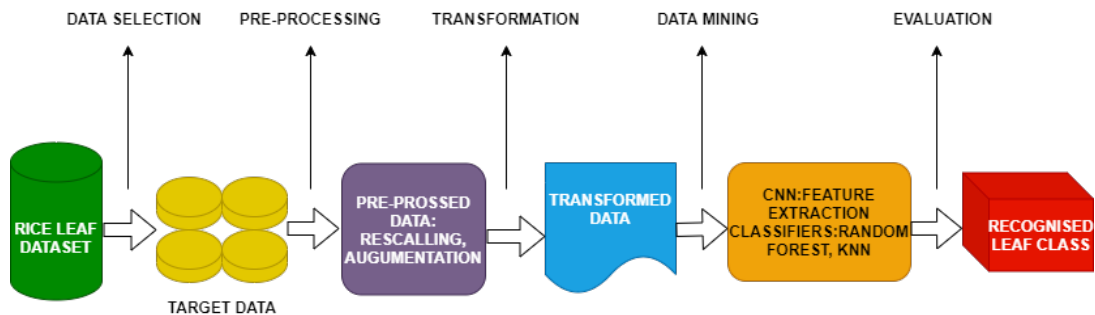 DATA SELECTION
PRE-PROCESSING
TRANSFORMATION
DATA MINING
EVALUATION
RICE LEAF
DATASET
TARGET DATA
PRE-PROSSED
DATA:
RESCALLING,
AUGUMENTATION
TRANSFORMED
DATA
CNN:FEATURE
EXTRACTION
CLASSIFIERS:RANDOM
FOREST, KNN
RECOGNISED
LEAF CLASS